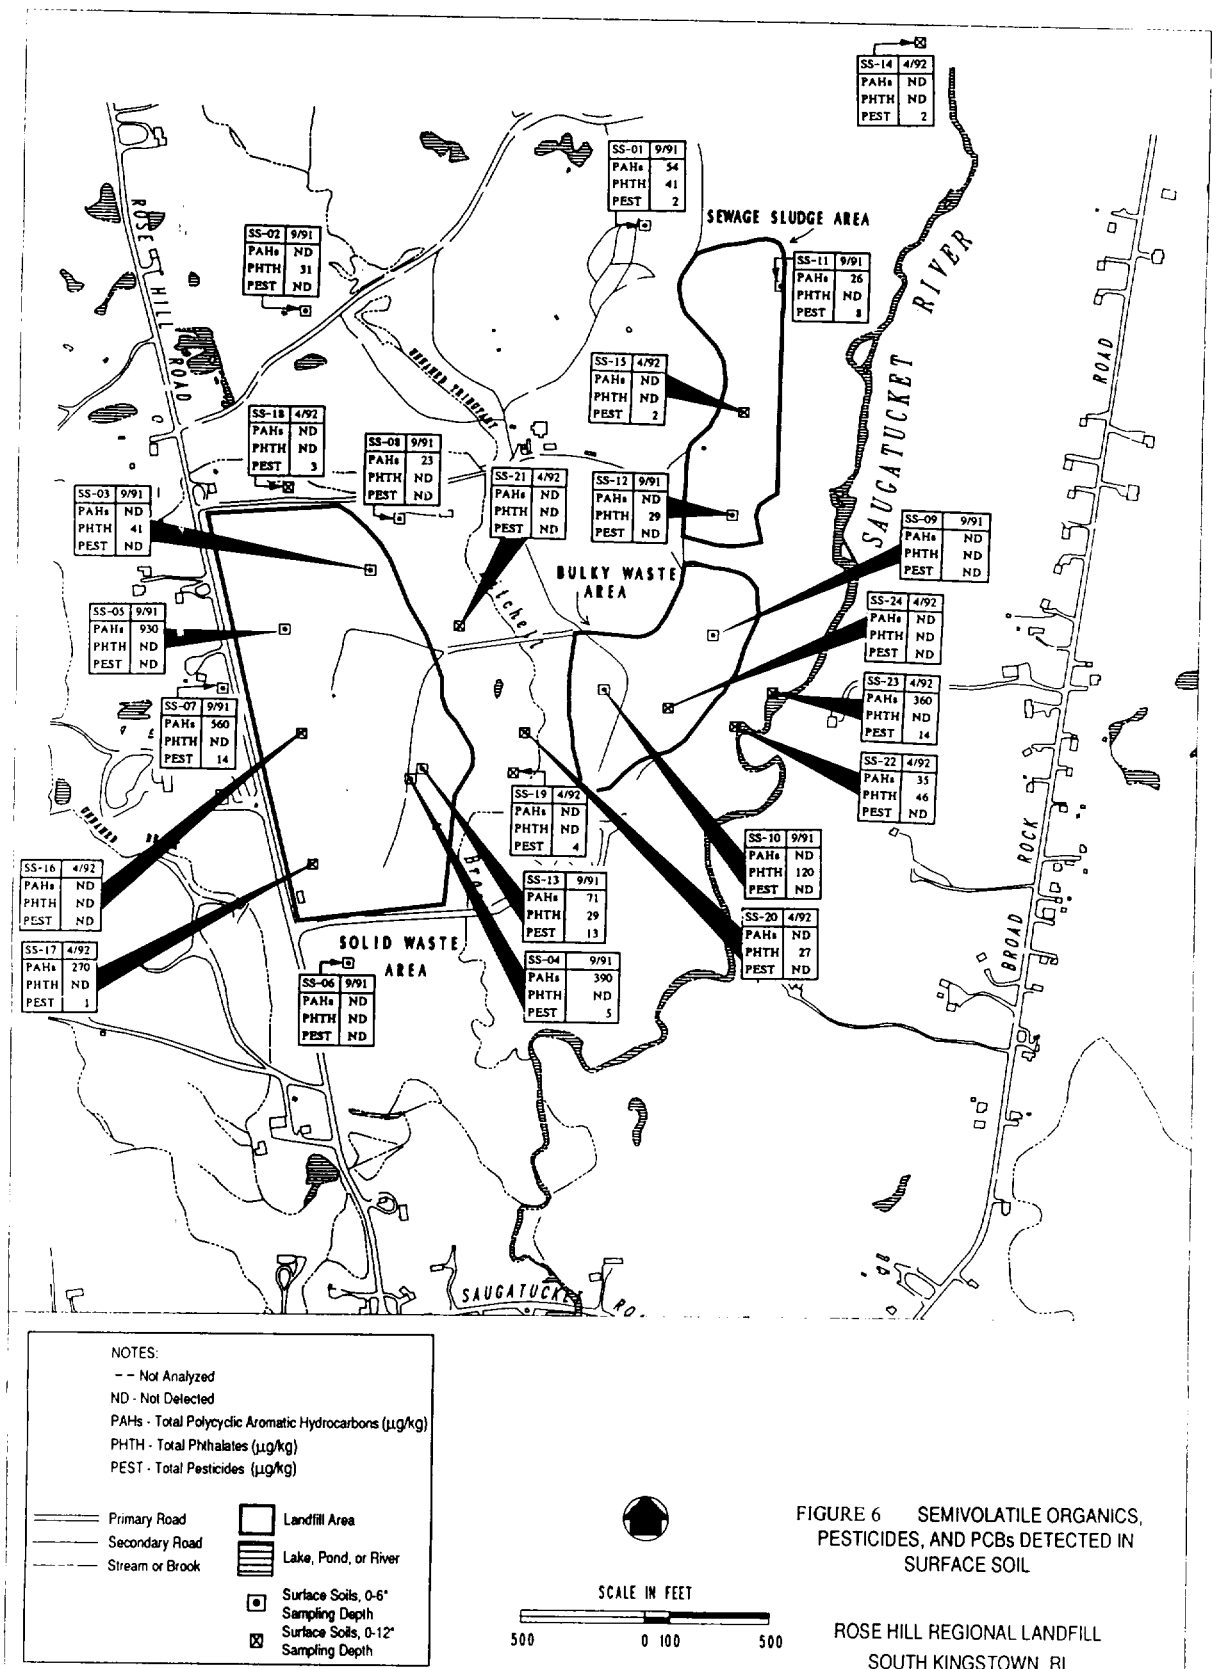 SS-14 4/92
PAHs ND
PHTH ND
PEST 2
SS-01 9/91
PAHs 54
PHTH 41
PEST 2
SEWAGE SLUDGE AREA
SS-02 9/91
PAHs ND
PHTH 31
PEST ND
SS-11 9/91
PAHs 26
PHTH ND
PEST 8
ROSE HILL ROAD
SAUGATUCKET RIVER
BROAD ROCK ROAD
UNNAMED TRIBUTARY
SS-15 4/92
PAHs ND
PHTH ND
PEST 2
SS-18 4/92
PAHs ND
PHTH ND
PEST 3
SS-08 9/91
PAHs 23
PHTH ND
PEST ND
SS-21 4/92
PAHs ND
PHTH ND
PEST ND
SS-12 9/91
PAHs ND
PHTH 29
PEST ND
SS-03 9/91
PAHs ND
PHTH 41
PEST ND
SS-09 9/91
PAHs ND
PHTH ND
PEST ND
BULKY WASTE
AREA
Mitchell
SS-05 9/91
PAHs 930
PHTH ND
PEST ND
SS-24 4/92
PAHs ND
PHTH ND
PEST ND
SS-07 9/91
PAHs 560
PHTH ND
PEST 14
SS-23 4/92
PAHs 360
PHTH ND
PEST 14
SS-22 4/92
PAHs 35
PHTH 46
PEST ND
SS-19 4/92
PAHs ND
PHTH ND
PEST 4
UNNAMED
SS-10 9/91
PAHs ND
PHTH 120
PEST ND
SS-16 4/92
PAHs ND
PHTH ND
PEST ND
SS-13 9/91
PAHs 71
PHTH 29
PEST 13
SS-20 4/92
PAHs ND
PHTH 27
PEST ND
SOLID WASTE
AREA
SS-17 4/92
PAHs 270
PHTH ND
PEST 1
SS-04 9/91
PAHs 390
PHTH ND
PEST 5
SS-06 9/91
PAHs ND
PHTH ND
PEST ND
SAUGATUCKET
NOTES:
-- Not Analyzed
ND - Not Detected
PAHs - Total Polycyclic Aromatic Hydrocarbons (µg/kg)
PHTH - Total Phthalates (µg/kg)
PEST - Total Pesticides (µg/kg)
Primary Road
Secondary Road
Stream or Brook
Landfill Area
Lake, Pond, or River
Surface Soils, 0-6"
Sampling Depth
Surface Soils, 0-12"
Sampling Depth
SCALE IN FEET
500 0 100 500
FIGURE 6 SEMIVOLATILE ORGANICS,
PESTICIDES, AND PCBs DETECTED IN
SURFACE SOIL
ROSE HILL REGIONAL LANDFILL
SOUTH KINGSTOWN, RI